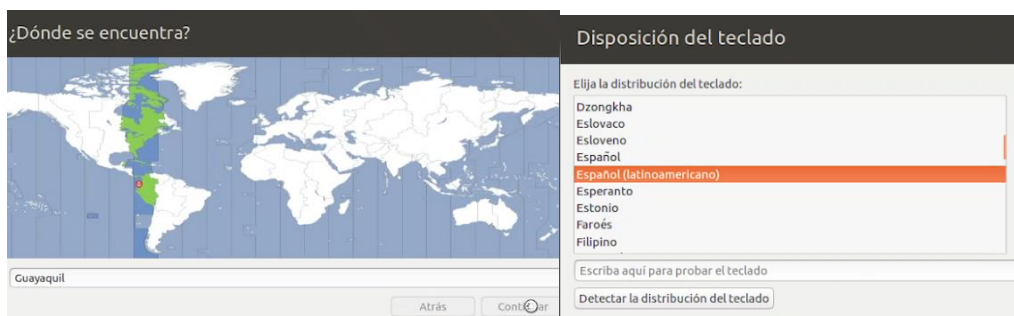 ¿Dónde se encuentra?
Guayaquil
Atrás
Disposición del teclado
Elija la distribución del teclado:
Dzongkha
Eslovaco
Esloveno
Español
Español (latinoamericano)
Esperanto
Estonio
Faroés
Filipino
Escriba aquí para probar el teclado
Detectar la distribución del teclado